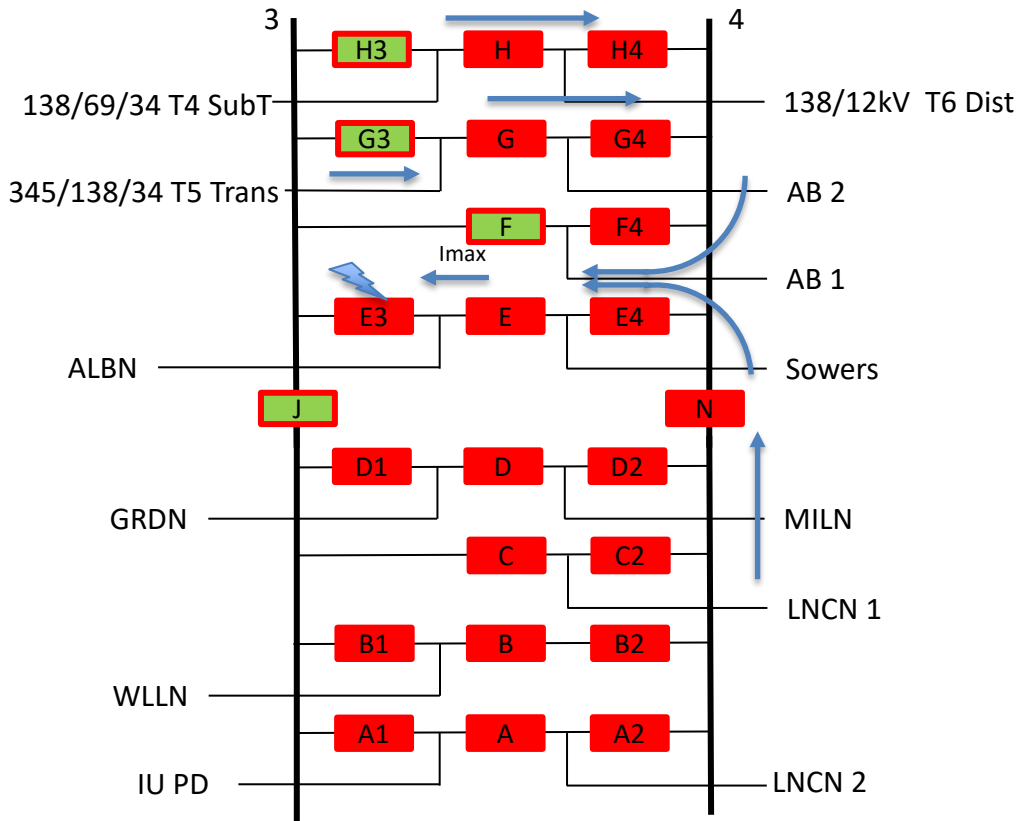 3
4
H3 H H4
138/69/34 T4 SubT
138/12kV T6 Dist
G3 G G4
345/138/34 T5 Trans
AB 2
F F4
Imax
AB 1
E3 E E4
ALBN
Sowers
J
N
D1 D D2
GRDN
MILN
C C2
LNCN 1
B1 B B2
WLLN
A1 A A2
IU PD
LNCN 2